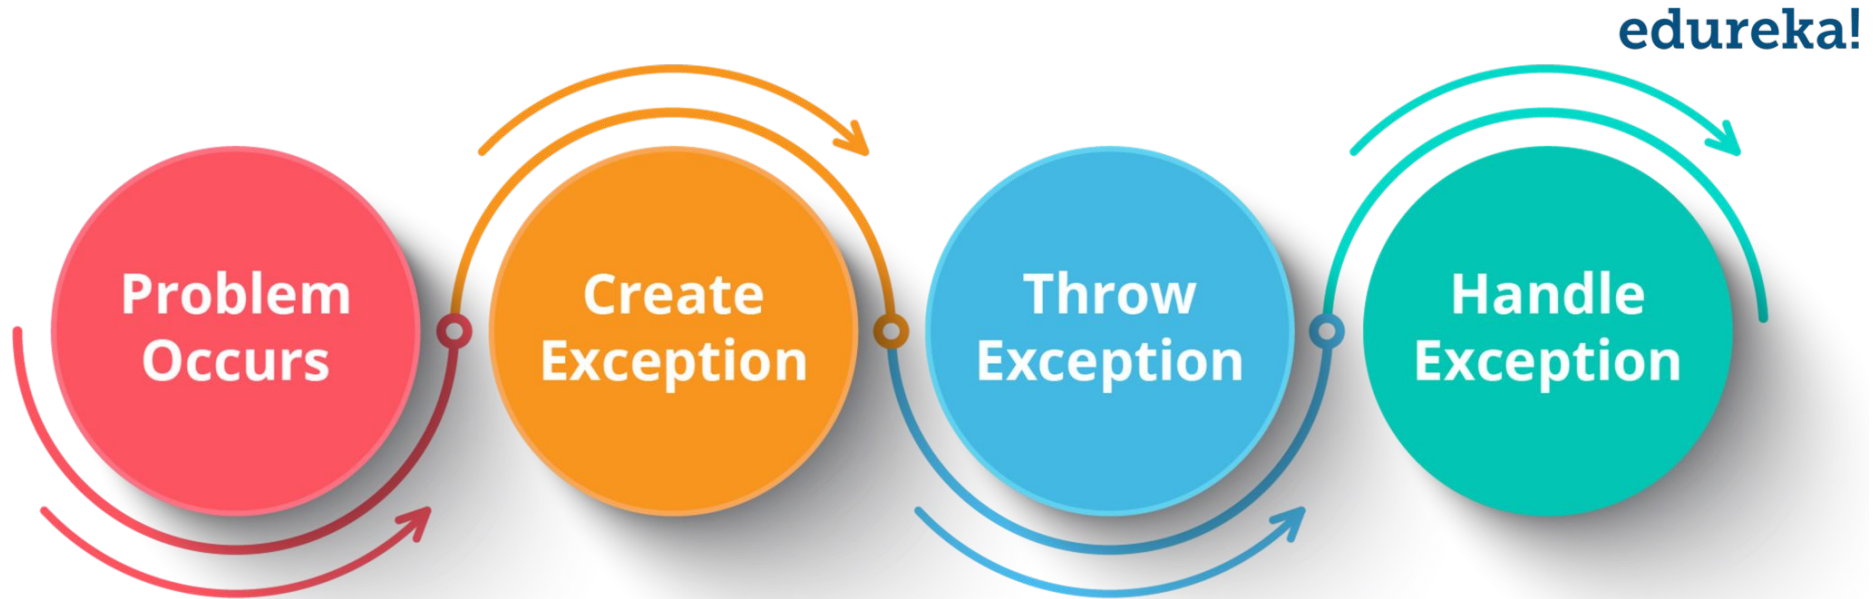 edureka!
Problem
Occurs
Create
Exception
Throw
Exception
Handle
Exception